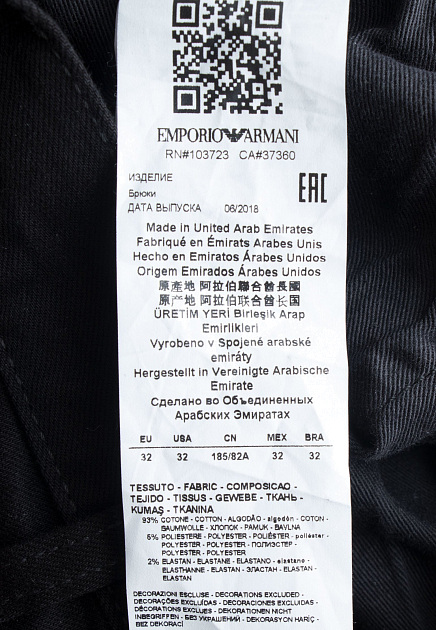 EMPORIO ARMANI
RN#103723 CA#37360
ИЗДЕЛИЕ
Брюки
EAC
ДАТА ВЫПУСКА 06/2018
Made in United Arab Emirates
Fabriqué en Émirats Arabes Unis
Hecho en Emiratos Árabes Unidos
Origem Emirados Árabes Unidos
原產地 阿拉伯聯合酋長國
原产地 阿拉伯联合酋长国
ÜRETİM YERİ Birleşik Arap
Emirlikleri
Vyrobeno v Spojené arabské
emiráty
Hergestellt in Vereinigte Arabische
Emirate
Сделано во Объединенных
Арабских Эмиратах
EU USA CN MEX BRA
32 - 32 - 185/82A - 32 - 32
TESSUTO - FABRIC - COMPOSICAO -
TEJIDO - TISSUS - GEWEBE - ТКАНЬ -
KUMAŞ - TKANINA
93% COTONE - COTTON - ALGODÃO - algodón - COTON -
BAUMWOLLE - ХЛОПОК - PAMUK - BAVLNA
5% POLIESTERE - POLYESTER - POLIÉSTER - poliéster -
POLYESTER - POLYESTER - ПОЛИЭСТЕР -
POLYESTER - POLYESTER
2% ELASTAN - ELASTANE - ELASTANO - elastano -
ELASTHANNE - ELASTAN - ЭЛАСТАН - ELASTAN -
ELASTAN
DECORAZIONI ESCLUSE - DECORATIONS EXCLUDED -
DECORAÇÕES EXCLUÍDAS - DECORACIONES EXCLUIDAS -
DÉCORATIONS EXCLUES - DEKORATIONEN NICHT
INBEGRIFFEN - БЕЗ УКРАШЕНИЙ - DEKORASYON HARİÇ -
BEZ DEKORACÍ